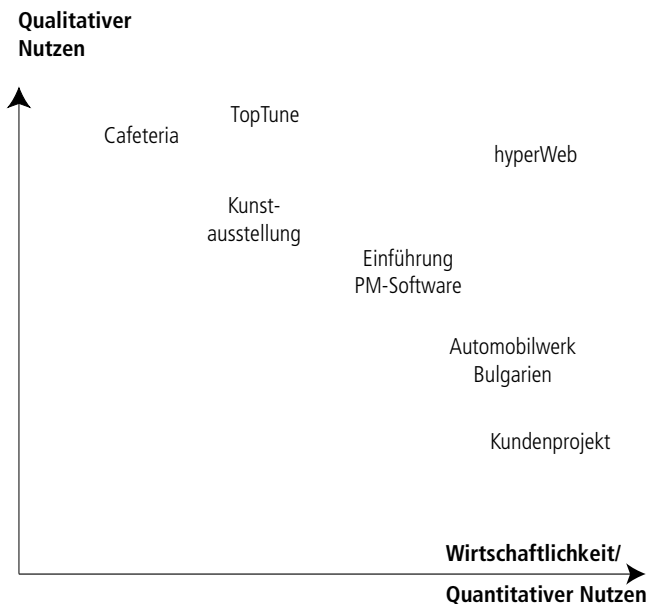 Qualitativer
Nutzen
TopTune
Cafeteria
hyperWeb
Kunst-
ausstellung
Einführung
PM-Software
Automobilwerk
Bulgarien
Kundenprojekt
Wirtschaftlichkeit/
Quantitativer Nutzen